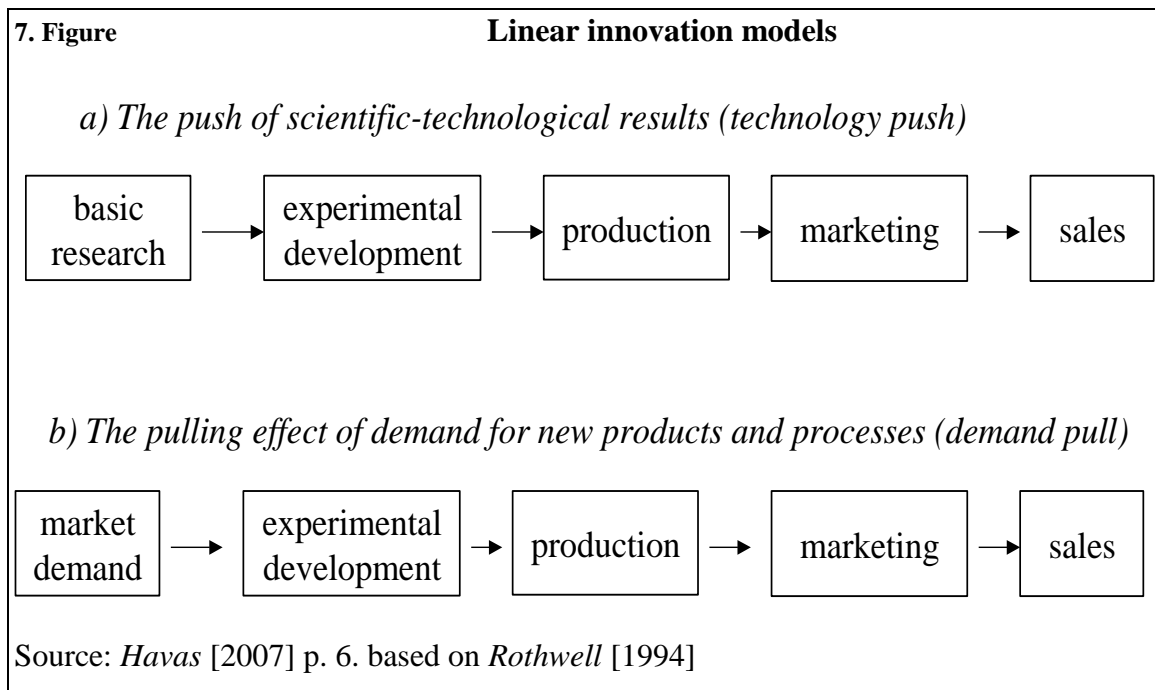 7. Figure
Linear innovation models
a) The push of scientific-technological results (technology push)
basic
research
experimental
development
production
marketing
sales
b) The pulling effect of demand for new products and processes (demand pull)
market
demand
experimental
development
production
marketing
sales
Source: Havas [2007] p. 6. based on Rothwell [1994]